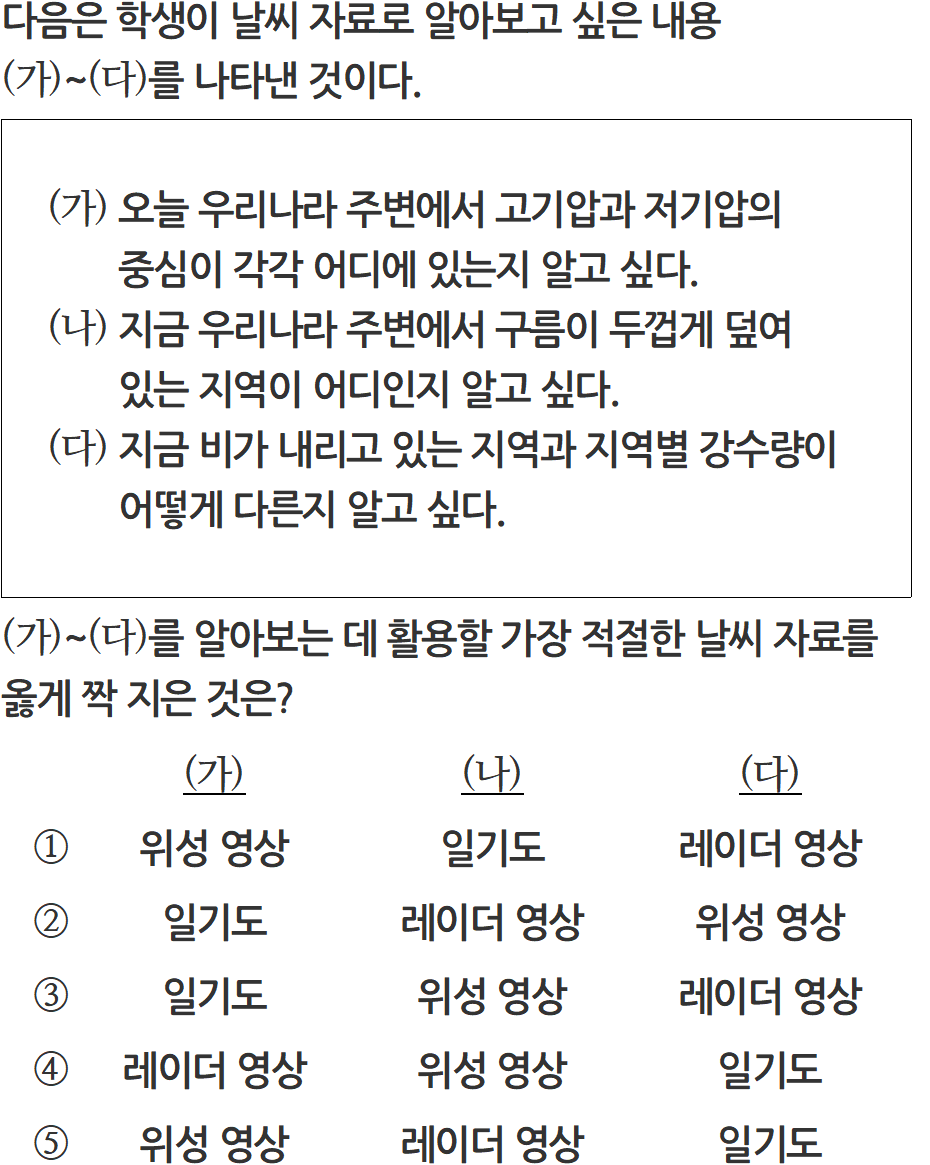 다음은 학생이 날씨 자료로 알아보고 싶은 내용
(가)~(다)를 나타낸 것이다.
(가) 오늘 우리나라 주변에서 고기압과 저기압의
중심이 각각 어디에 있는지 알고 싶다.
(나) 지금 우리나라 주변에서 구름이 두껍게 덮여
있는 지역이 어디인지 알고 싶다.
(다) 지금 비가 내리고 있는 지역과 지역별 강수량이
어떻게 다른지 알고 싶다.
(가)~(다)를 알아보는 데 활용할 가장 적절한 날씨 자료를
옳게 짝 지은 것은?
(가) (나) (다)
① 위성 영상 일기도 레이더 영상
② 일기도 레이더 영상 위성 영상
③ 일기도 위성 영상 레이더 영상
④ 레이더 영상 위성 영상 일기도
⑤ 위성 영상 레이더 영상 일기도